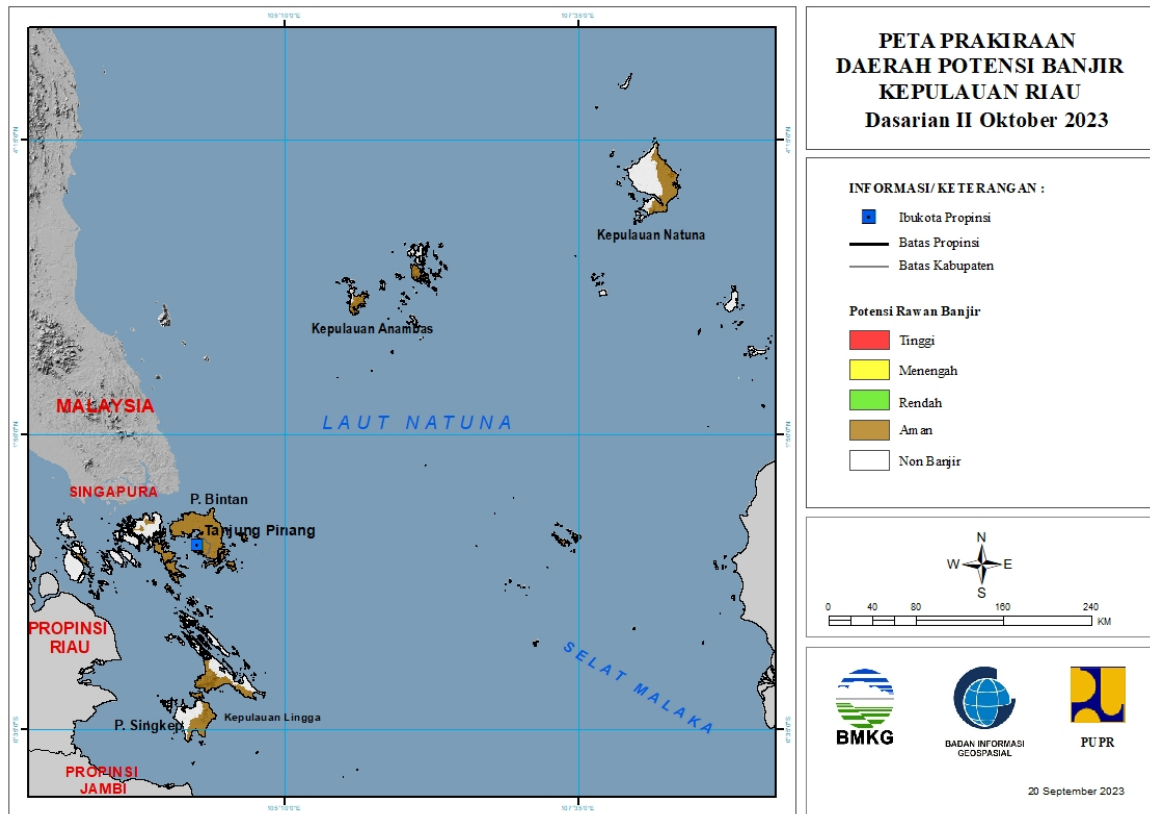 PETA PRAKIRAAN
DAERAH POTENSI BANJIR
KEPULAUAN RIAU
Dasarian II Oktober 2023
INFORMASI/ KETERANGAN :
Ibukota Propinsi
Batas Propinsi
Batas Kabupaten
Potensi Rawan Banjir
Tinggi
Menengah
Rendah
Aman
Non Banjir
N
W E
S
0 40 80 160 240
KM
BMKG
BADAN INFORMASI
GEOSPASIAL
PUPR
20 September 2023
Kepulauan Natuna
Kepulauan Anambas
MALAYSIA
LAUT NATUNA
SINGAPURA
P. Bintan
Tanjung Pinang
PROPINSI
RIAU
SELAT MALAKA
Kepulauan Lingga
P. Singkep
PROPINSI
JAMBI